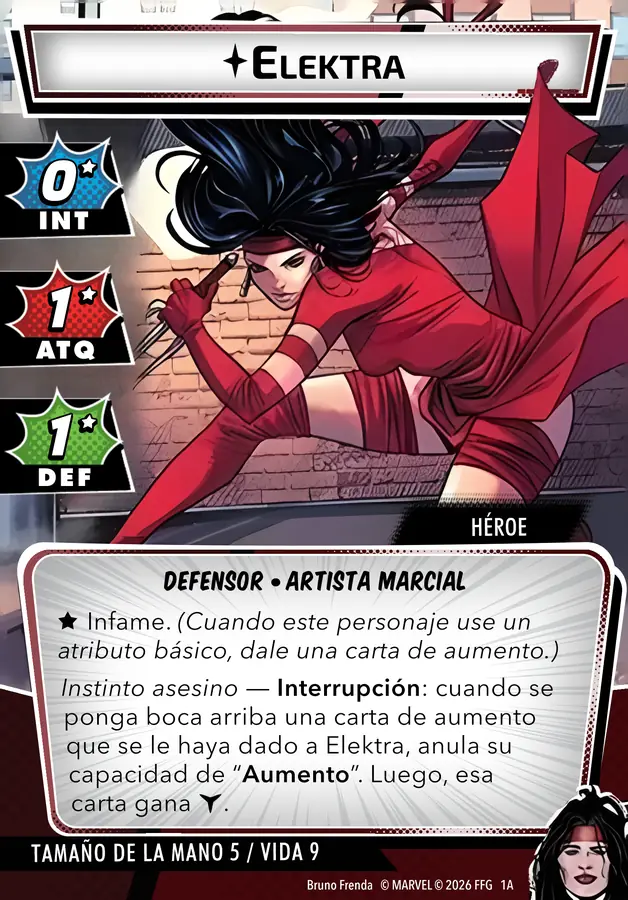 ELEKTRA
0
INT
1
ATQ
1
DEF
HÉROE
DEFENSOR • ARTISTA MARCIAL
★ Infame. (Cuando este personaje use un
atributo básico, dale una carta de aumento.)
Instinto asesino — Interrupción: cuando se
ponga boca arriba una carta de aumento
que se le haya dado a Elektra, anula su
capacidad de “Aumento”. Luego, esa
carta gana .
TAMAÑO DE LA MANO 5 / VIDA 9
Bruno Frenda © MARVEL © 2026 FFG 1A